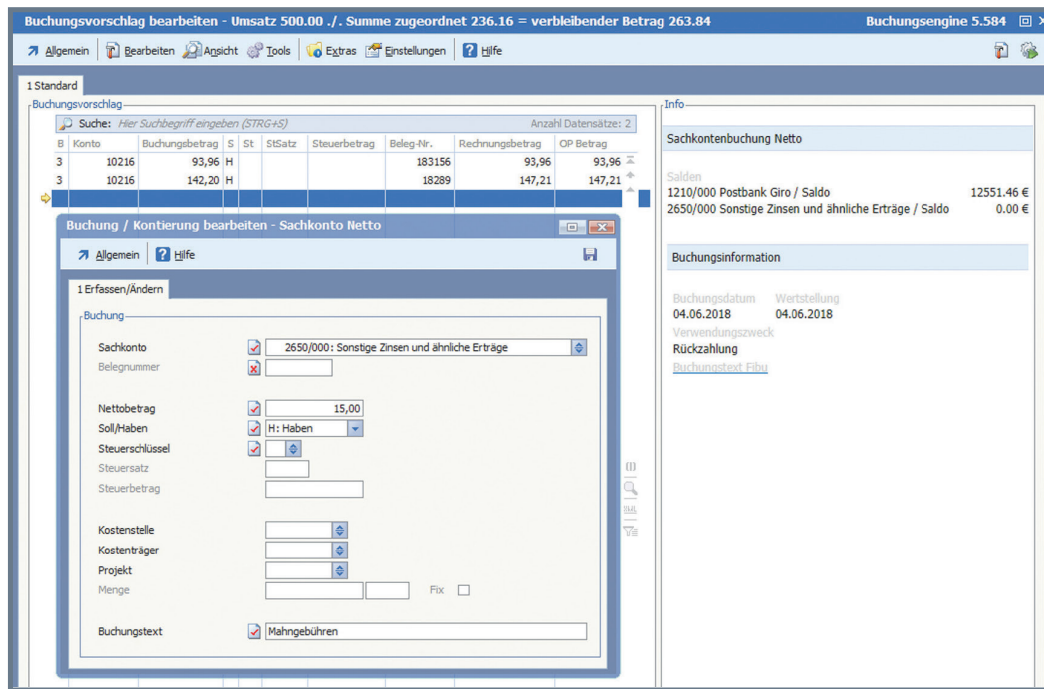 Buchungsvorschlag bearbeiten - Umsatz 500.00 ./. Summe zugeordnet 236.16 = verbleibender Betrag 263.84 Buchungsengine 5.584
Allgemein Bearbeiten Ansicht Tools Extras Einstellungen Hilfe
1 Standard
Buchungsvorschlag
Suche: Hier Suchbegriff eingeben (STRG+S) Anzahl Datensätze: 2
B Konto Buchungsbetrag S St StSatz Steuerbetrag Beleg-Nr. Rechnungsbetrag OP Betrag
3 10216 93,96 H 183156 93,96 93,96
3 10216 142,20 H 18289 147,21 147,21
Buchung / Kontierung bearbeiten - Sachkonto Netto
Allgemein Hilfe
1 Erfassen/Ändern
Buchung
Sachkonto 2650/000: Sonstige Zinsen und ähnliche Erträge
Belegnummer
Nettobetrag 15,00
Soll/Haben H: Haben
Steuerschlüssel
Steuersatz
Steuerbetrag
Kostenstelle
Kostenträger
Projekt
Menge Fix
Buchungstext Mahngebühren
Info
Sachkontenbuchung Netto
Salden
1210/000 Postbank Giro / Saldo 12551.46 €
2650/000 Sonstige Zinsen und ähnliche Erträge / Saldo 0.00 €
Buchungsinformation
Buchungsdatum Wertstellung
04.06.2018 04.06.2018
Verwendungszweck
Rückzahlung
Buchungstext Fibu